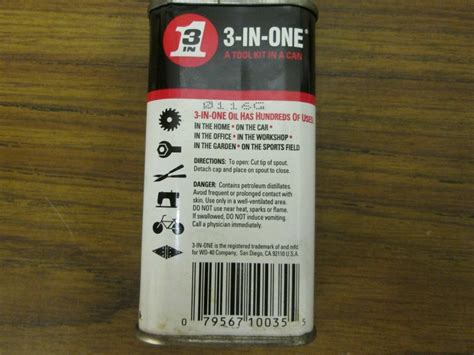 3
IN
1
3-IN-ONE®
A TOOL KIT IN A CAN
0116G
3-IN-ONE OIL HAS HUNDREDS OF USES
IN THE HOME • ON THE CAR •
IN THE OFFICE • IN THE WORKSHOP •
IN THE GARDEN • ON THE SPORTS FIELD
DIRECTIONS: To open: Cut tip of spout.
Detach cap and place on spout to close.
DANGER: Contains petroleum distillates.
Avoid frequent or prolonged contact with
skin. Use only in a well-ventilated area.
DO NOT use near heat, sparks or flame.
If swallowed, DO NOT induce vomiting.
Call a physician immediately.
3-IN-ONE is the registered trademark of and mfd.
for WD-40 Company, San Diego, CA 92110 U.S.A.
0 79567 10035 5